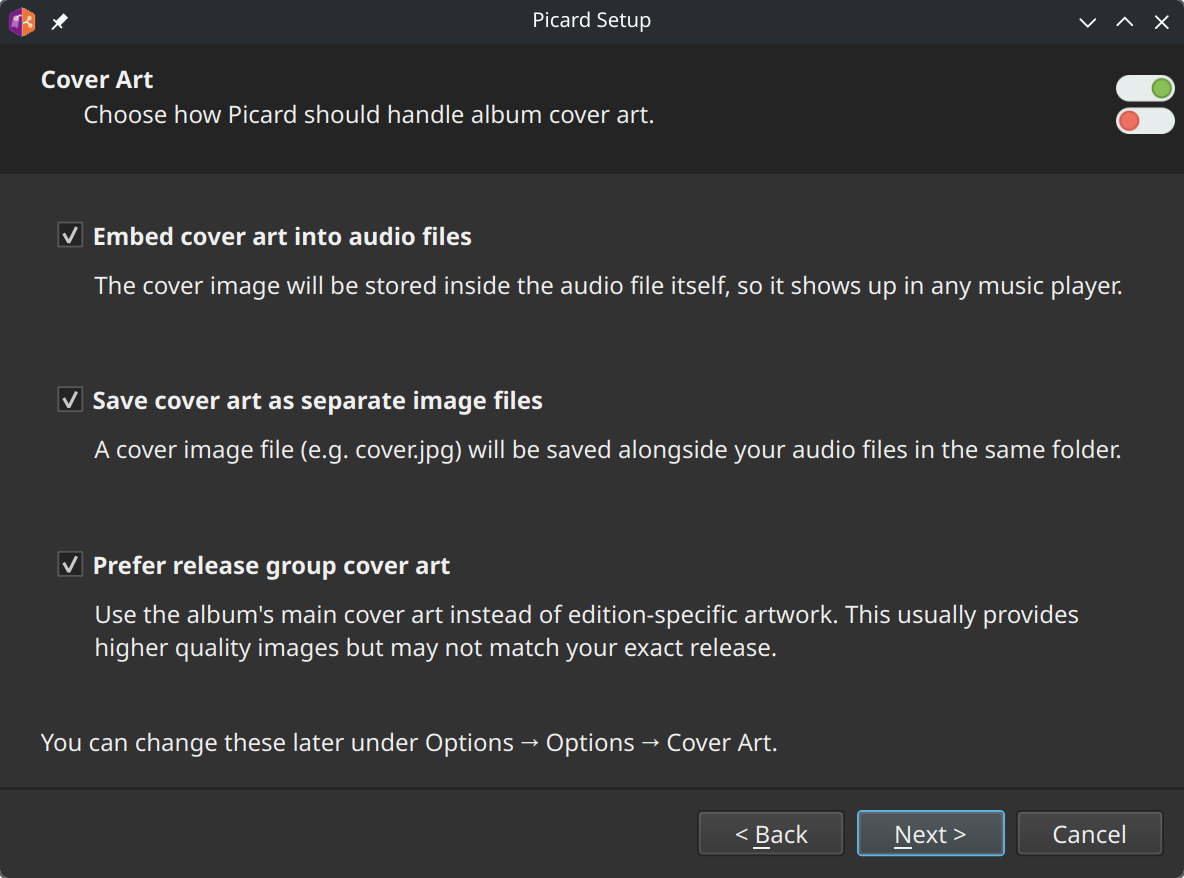 Picard Setup
Cover Art
Choose how Picard should handle album cover art.
Embed cover art into audio files
The cover image will be stored inside the audio file itself, so it shows up in any music player.
Save cover art as separate image files
A cover image file (e.g. cover.jpg) will be saved alongside your audio files in the same folder.
Prefer release group cover art
Use the album's main cover art instead of edition-specific artwork. This usually provides
higher quality images but may not match your exact release.
You can change these later under Options → Options → Cover Art.
< Back
Next >
Cancel